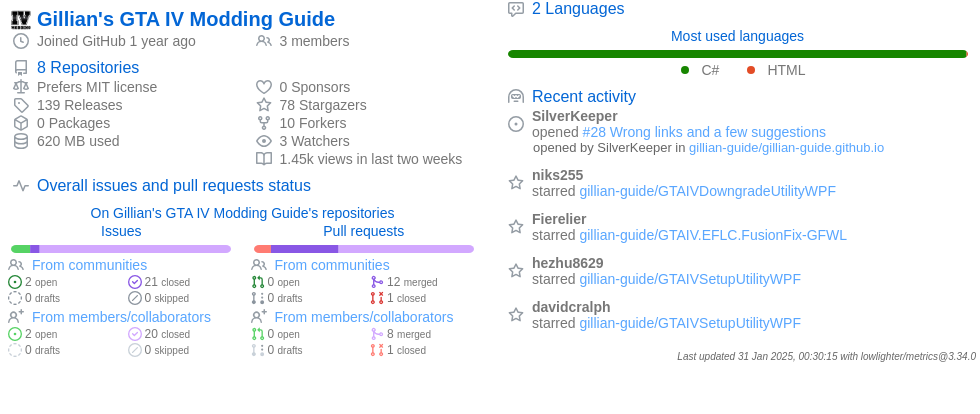 IV
Gillian's GTA IV Modding Guide
Joined GitHub 1 year ago
3 members
8 Repositories
Prefers MIT license
0 Sponsors
139 Releases
78 Stargazers
0 Packages
10 Forkers
620 MB used
3 Watchers
1.45k views in last two weeks
Overall issues and pull requests status
On Gillian's GTA IV Modding Guide's repositories
Issues
Pull requests
From communities
From communities
2 open
21 closed
0 open
12 merged
0 drafts
0 skipped
0 drafts
1 closed
From members/collaborators
From members/collaborators
2 open
20 closed
0 open
8 merged
0 drafts
0 skipped
0 drafts
1 closed
2 Languages
Most used languages
C#
HTML
Recent activity
SilverKeeper
opened #28 Wrong links and a few suggestions
opened by SilverKeeper in gillian-guide/gillian-guide.github.io
niks255
starred gillian-guide/GTAIVDowngradeUtilityWPF
Fierelier
starred gillian-guide/GTAIV.EFLC.FusionFix-GFWL
hezhu8629
starred gillian-guide/GTAIVSetupUtilityWPF
davidcralph
starred gillian-guide/GTAIVSetupUtilityWPF
Last updated 31 Jan 2025, 00:30:15 with lowlighter/metrics@3.34.0